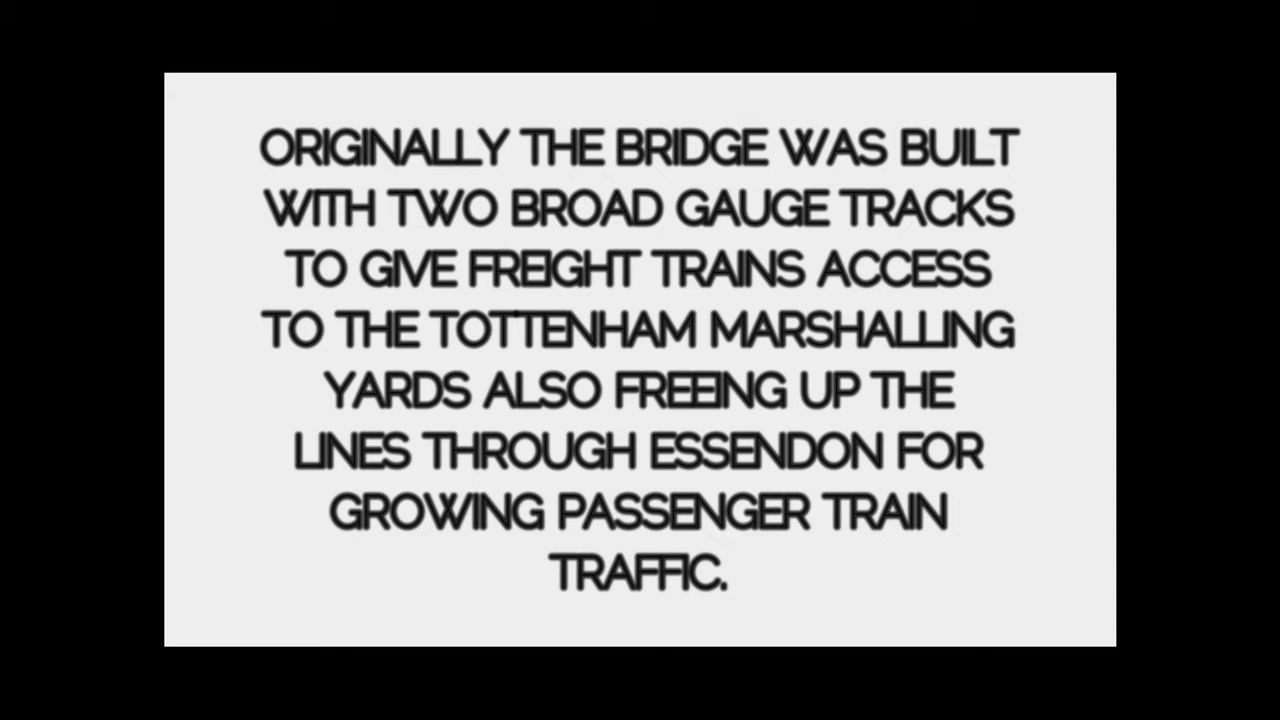 ORIGINALLY THE BRIDGE WAS BUILT
WITH TWO BROAD GAUGE TRACKS
TO GIVE FREIGHT TRAINS ACCESS
TO THE TOTTENHAM MARSHALLING
YARDS ALSO FREEING UP THE
LINES THROUGH ESSENDON FOR
GROWING PASSENGER TRAIN
TRAFFIC.